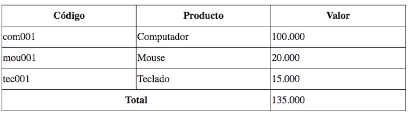 Código Producto Valor
com001 Computador 100.000
mou001 Mouse 20.000
tec001 Teclado 15.000
Total 135.000